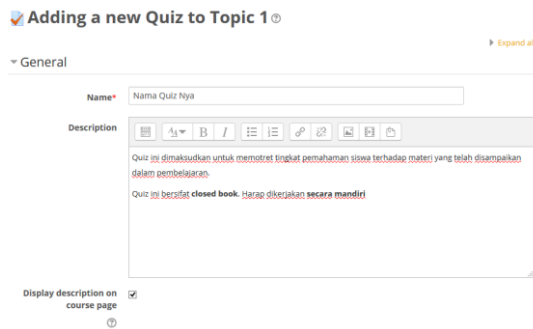 Adding a new Quiz to Topic 1
Expand al
General
Name*
Nama Quiz Nya
Description
Quiz ini dimaksudkan untuk memotret tingkat pemahaman siswa terhadap materi yang telah disampaikan
dalam pembelajaran.
Quiz ini bersifat closed book. Harap dikerjakan secara mandiri
Display description on
course page